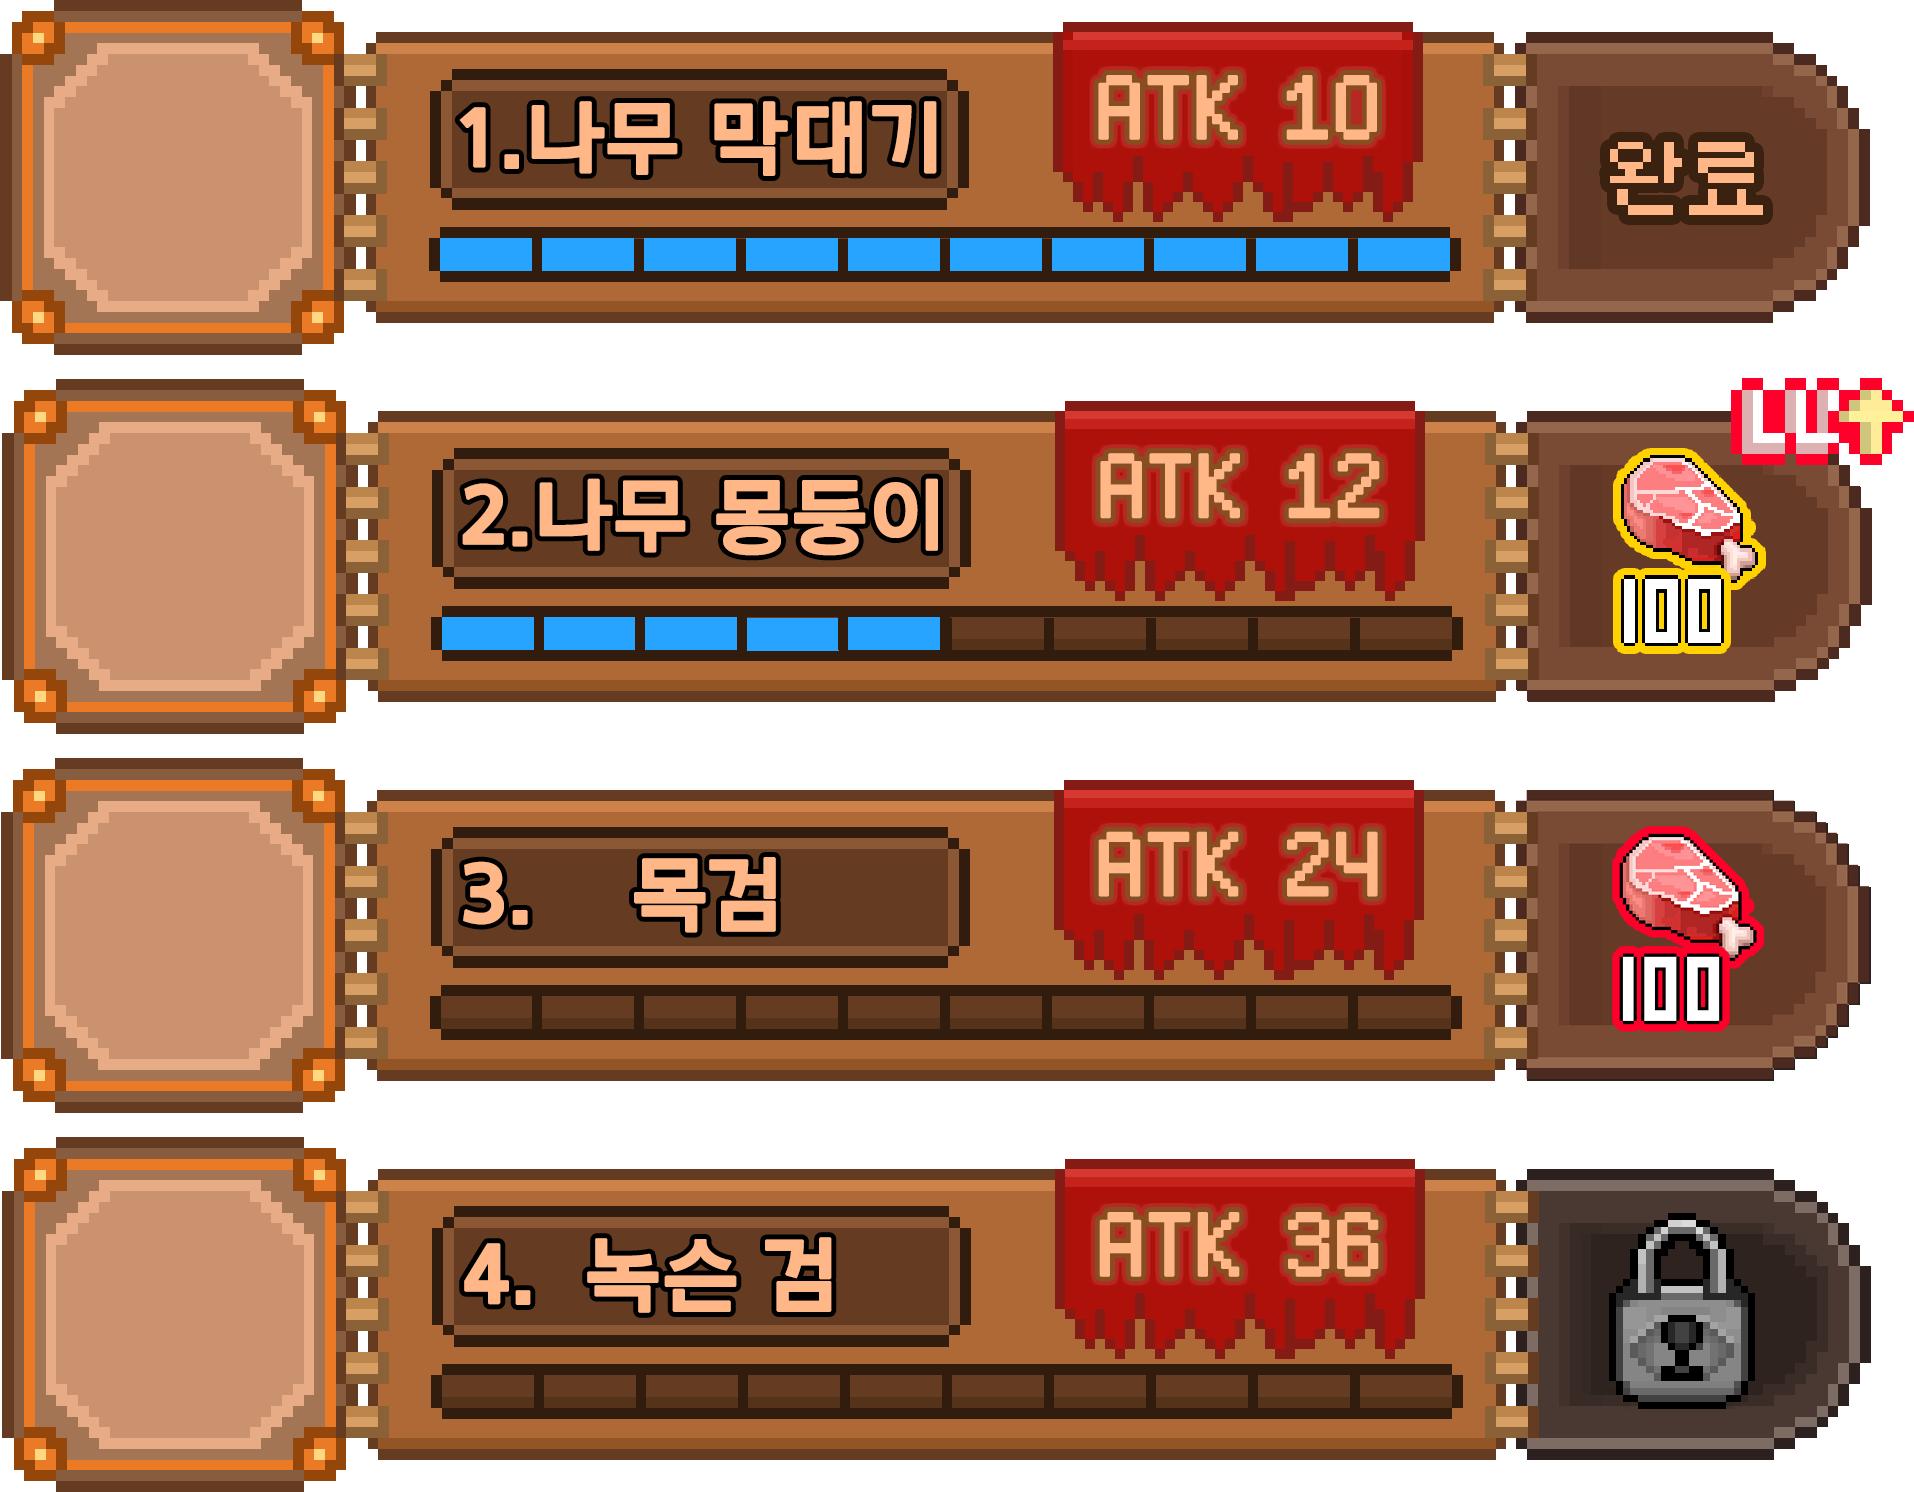 1.나무 막대기
ATK 10
완료
2.나무 몽둥이
ATK 12
100
3. 목검
ATK 24
100
4. 녹슨 검
ATK 36